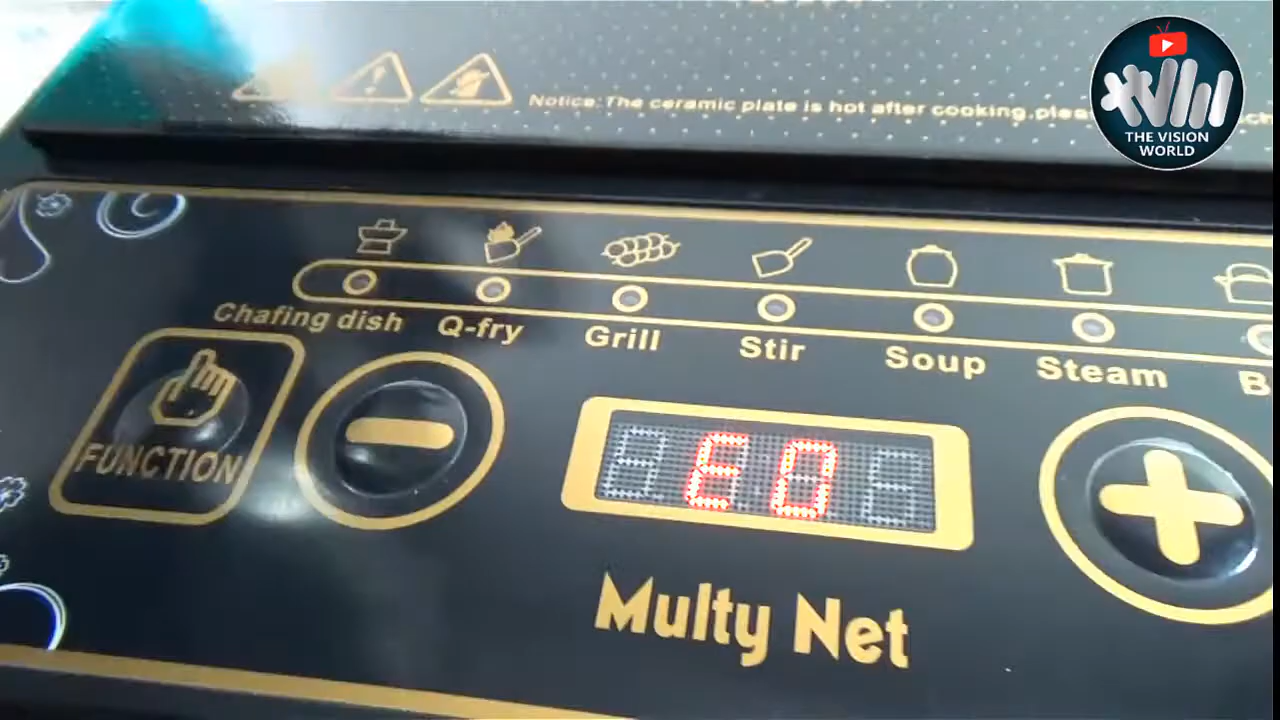 Notice:The ceramic plate is hot after cooking,pleas
THE VISION
WORLD
Chafing dish Q-fry Grill Stir Soup Steam B
FUNCTION
E0
Multy Net